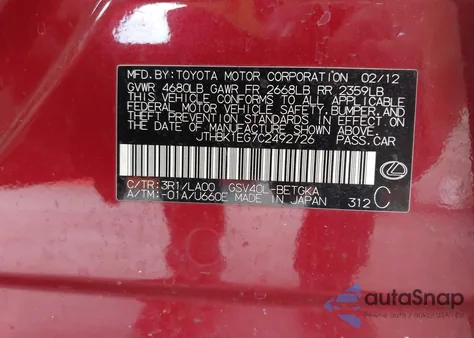 MFD. BY: TOYOTA MOTOR CORPORATION 02/12
GVWR 4680LB GAWR FR 2668LB RR 2359LB
THIS VEHICLE CONFORMS TO ALL APPLICABLE
FEDERAL MOTOR VEHICLE SAFETY, BUMPER, AND
THEFT PREVENTION STANDARDS IN EFFECT ON
THE DATE OF MANUFACTURE SHOWN ABOVE.
JTHBK1EG7C2492726 PASS. CAR
C/TR: 3R1/LA00 GSV40L-BETGKA
A/TM: -01A/U660E MADE IN JAPAN 312 C
autoSnap